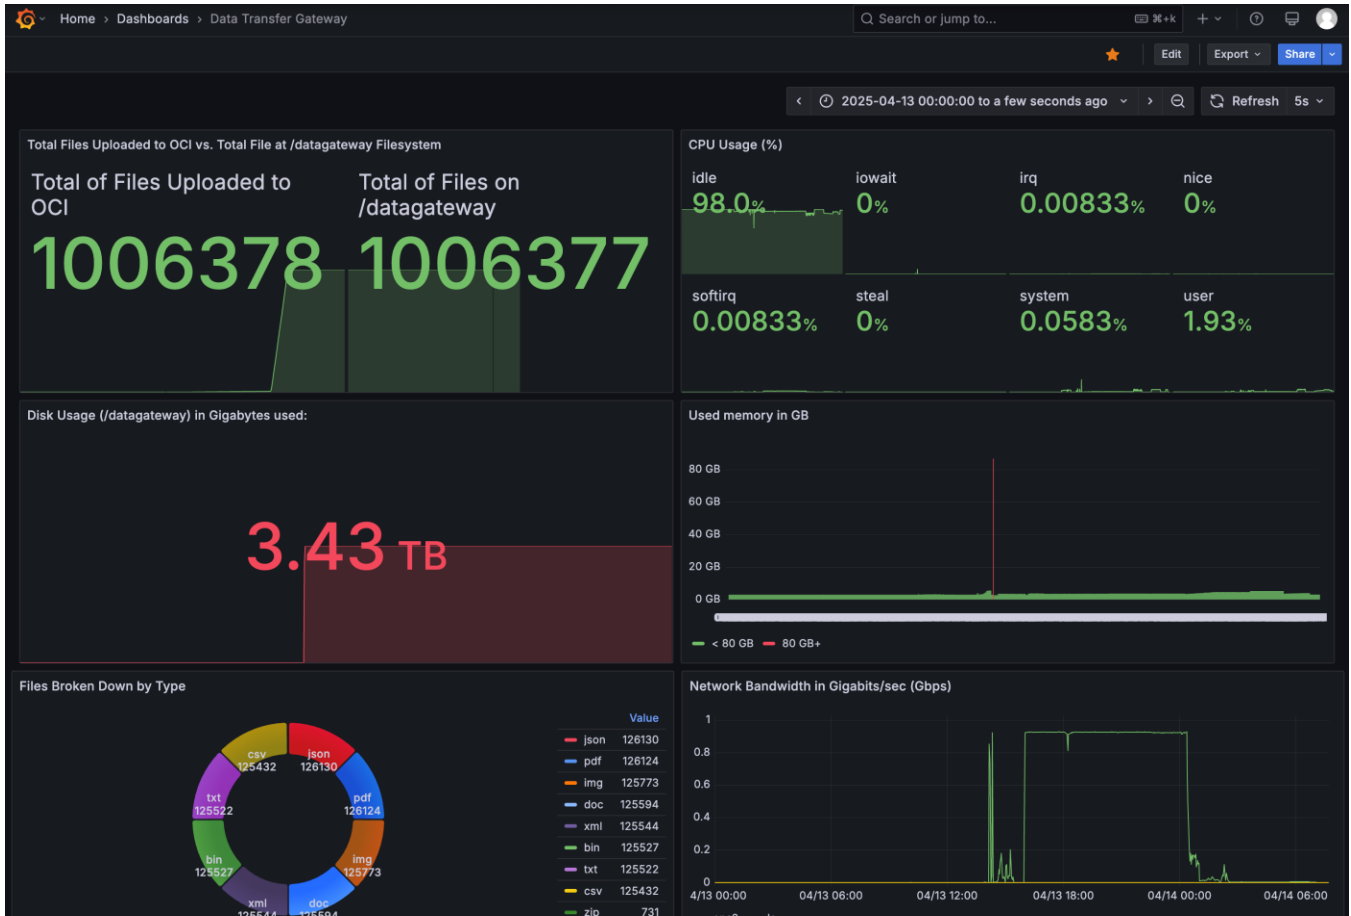 Home › Dashboards › Data Transfer Gateway
Search or jump to... ⌘+k
Edit Export Share
2025-04-13 00:00:00 to a few seconds ago Refresh 5s
Total Files Uploaded to OCI vs. Total File at /datagateway Filesystem
Total of Files Uploaded to OCI
1006378
Total of Files on /datagateway
1006377
CPU Usage (%)
idle
98.0%
iowait
0%
irq
0.00833%
nice
0%
softirq
0.00833%
steal
0%
system
0.0583%
user
1.93%
Disk Usage (/datagateway) in Gigabytes used:
3.43 TB
Used memory in GB
80 GB
60 GB
40 GB
20 GB
0 GB
< 80 GB 80 GB+
Files Broken Down by Type
csv
125432
json
126130
txt
125522
pdf
126124
bin
125527
img
125773
xml
125544
doc
125594
Value
json 126130
pdf 126124
img 125773
doc 125594
xml 125544
bin 125527
txt 125522
csv 125432
zip 731
Network Bandwidth in Gigabits/sec (Gbps)
1
0.8
0.6
0.4
0.2
0
4/13 00:00 04/13 06:00 04/13 12:00 04/13 18:00 04/14 00:00 04/14 06:00